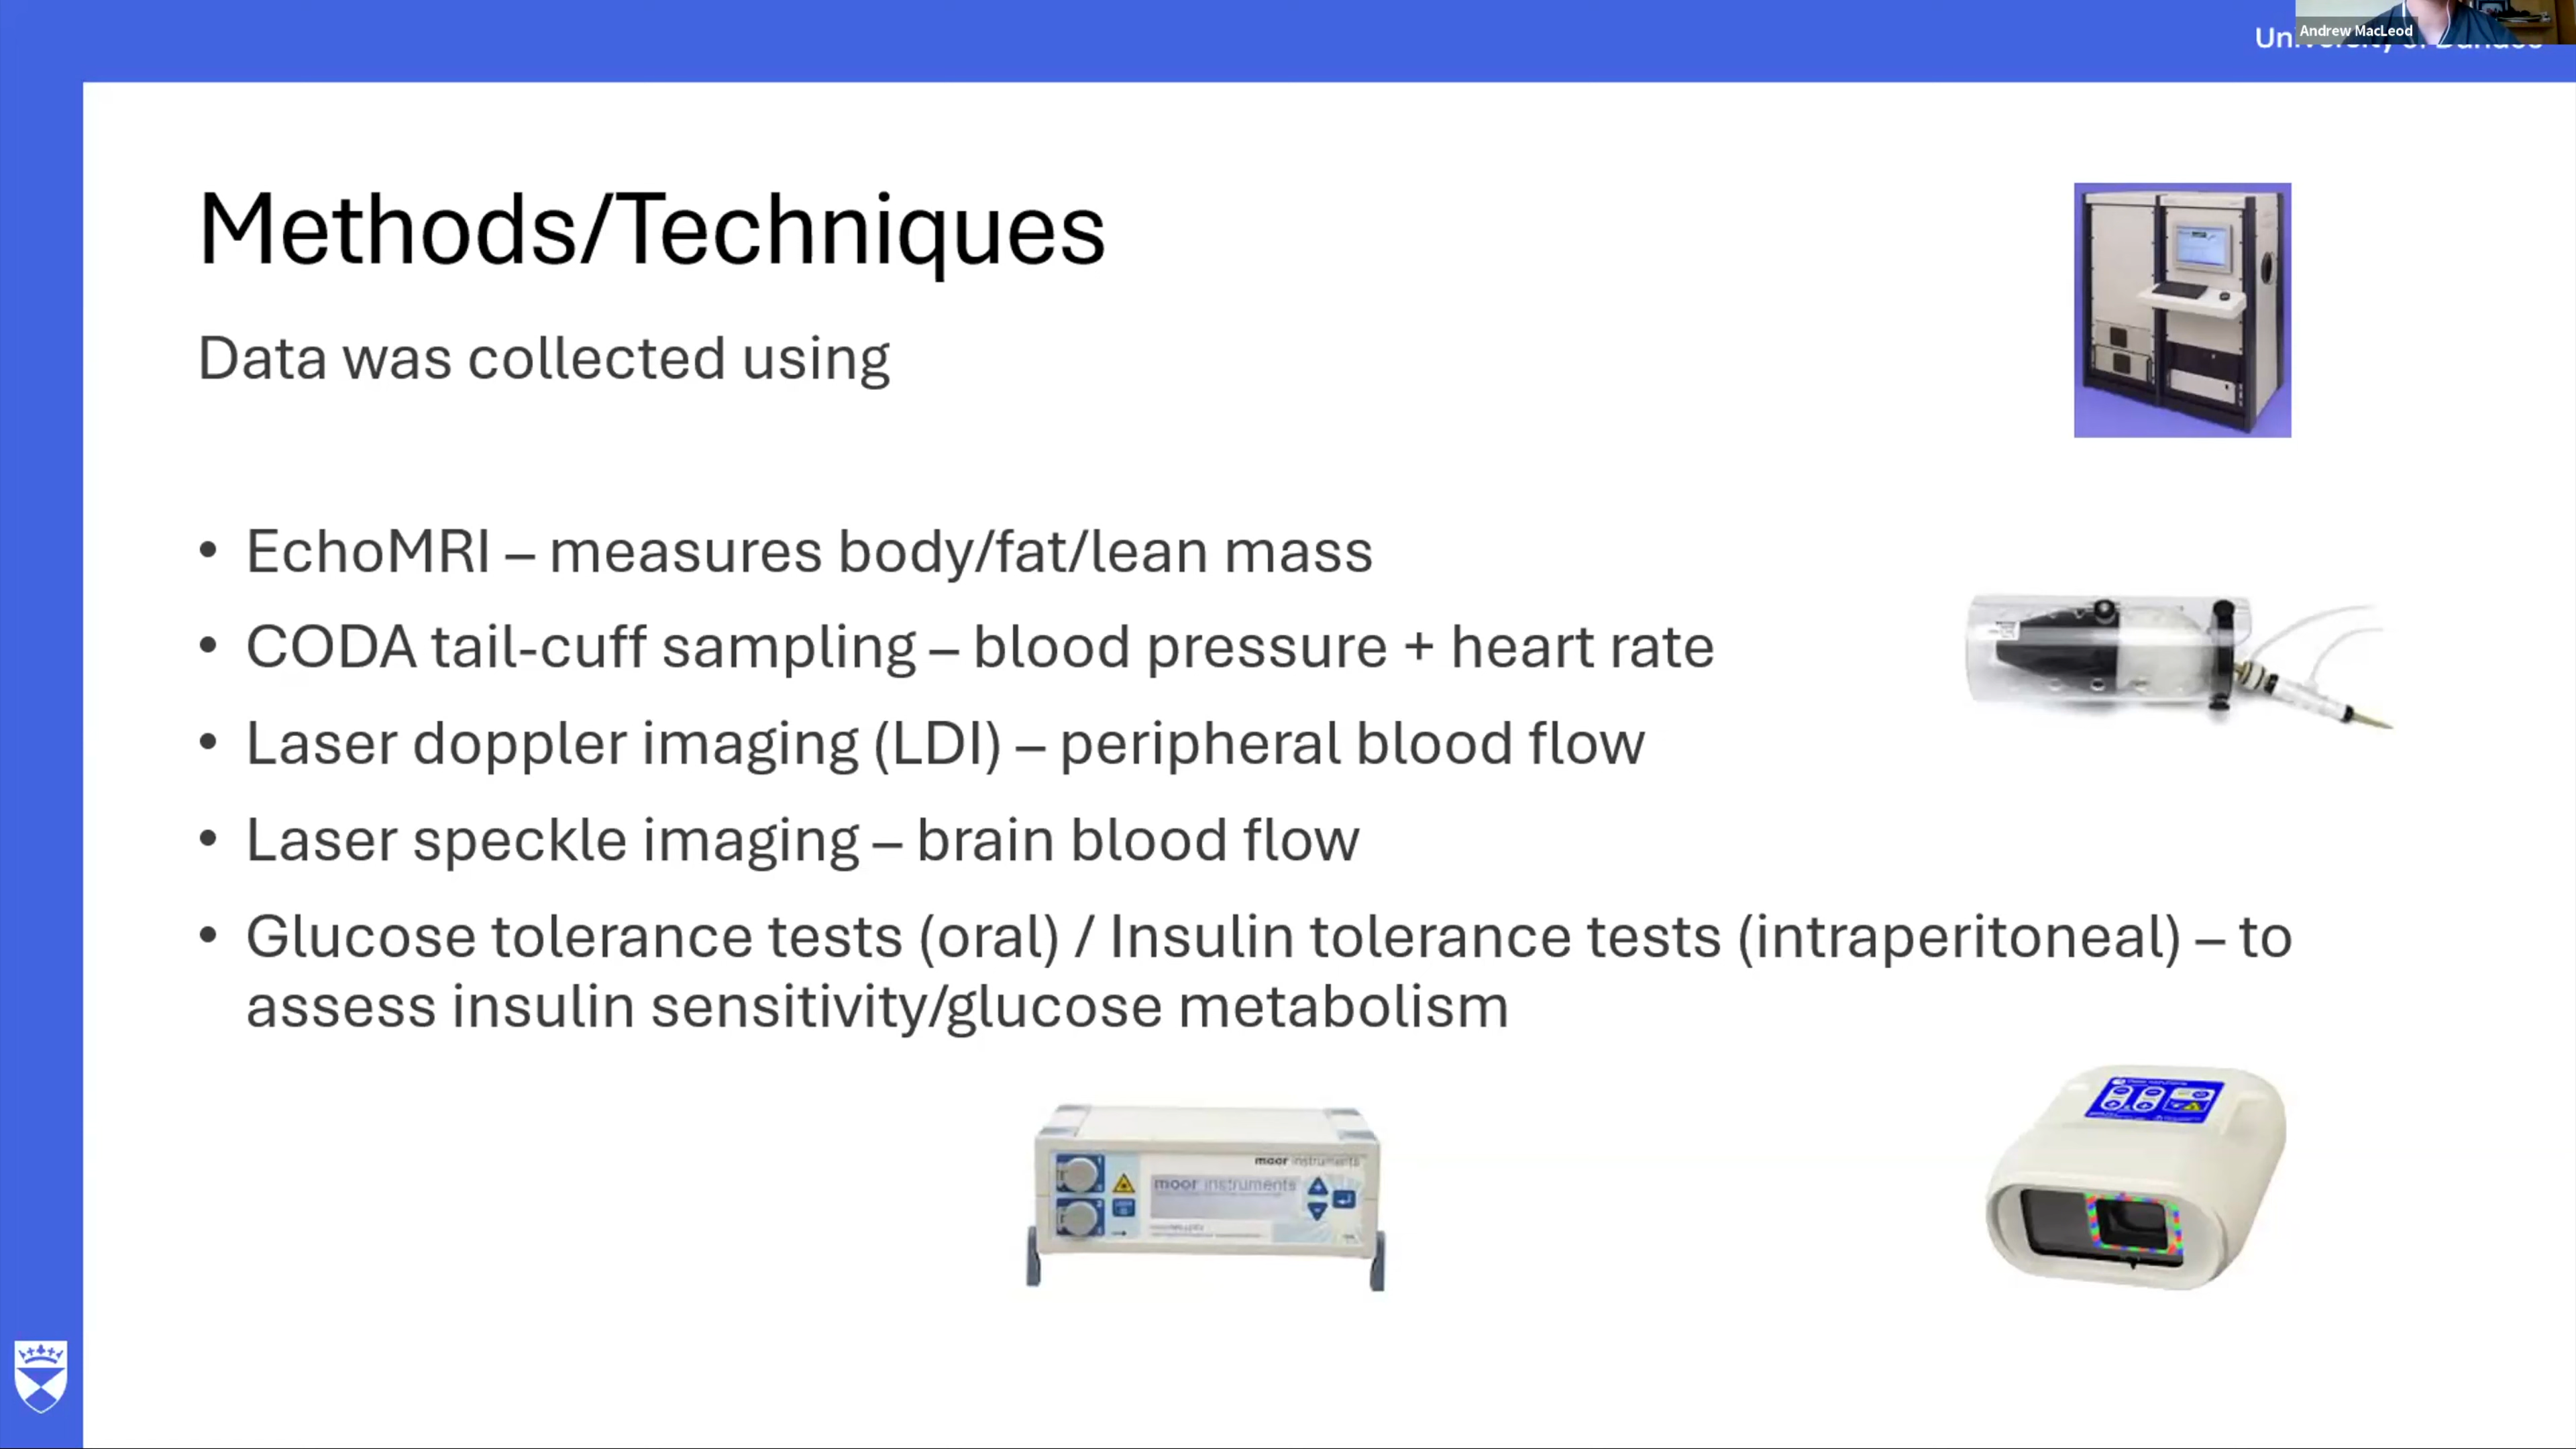 Andrew MacLeod
Methods/Techniques
Data was collected using
• EchoMRI – measures body/fat/lean mass
• CODA tail-cuff sampling – blood pressure + heart rate
• Laser doppler imaging (LDI) – peripheral blood flow
• Laser speckle imaging – brain blood flow
• Glucose tolerance tests (oral) / Insulin tolerance tests (intraperitoneal) – to
assess insulin sensitivity/glucose metabolism
moor instruments
moor instruments